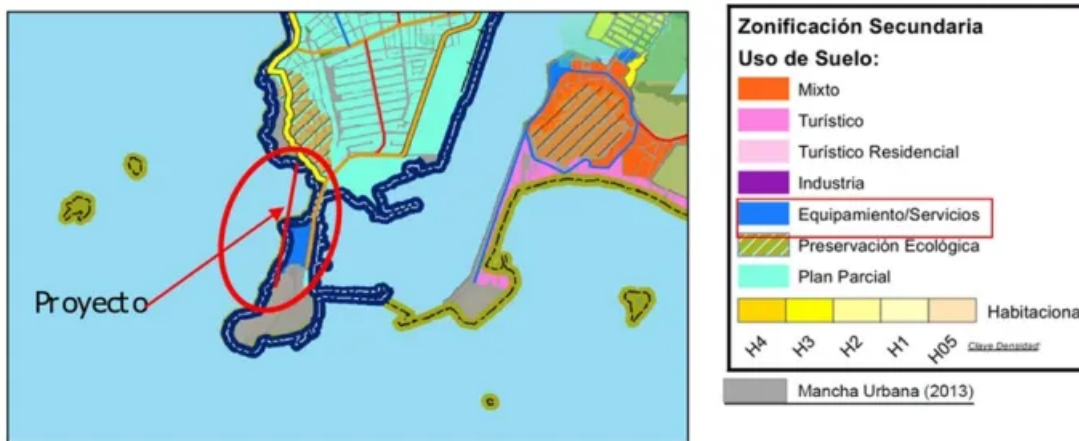 Proyecto
Zonificación Secundaria
Uso de Suelo:
Mixto
Turístico
Turístico Residencial
Industria
Equipamiento/Servicios
Preservación Ecológica
Plan Parcial
Habitaciona
H4 H3 H2 H1 H05 Clave Densidad
Mancha Urbana (2013)